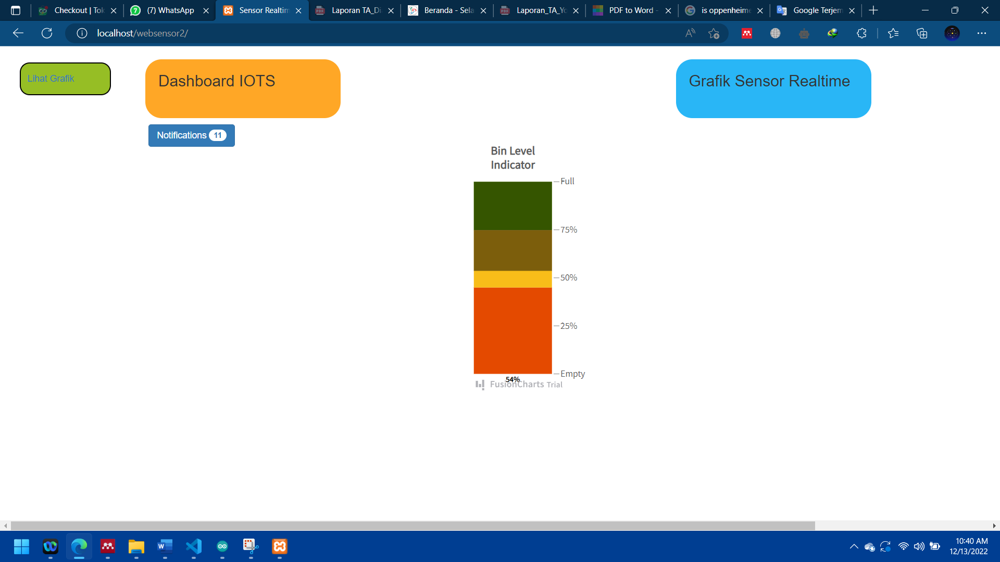 Checkout | Tok
(7) WhatsApp
Sensor Realtim
Laporan TA_Di
Beranda - Sela
Laporan_TA_Yo
PDF to Word -
is oppenheime
Google Terjem
localhost/websensor2/
Lihat Grafik
Dashboard IOTS
Grafik Sensor Realtime
Notifications 11
Bin Level
Indicator
Full
75%
50%
25%
Empty
54%
FusionCharts Trial
10:40 AM
12/13/2022